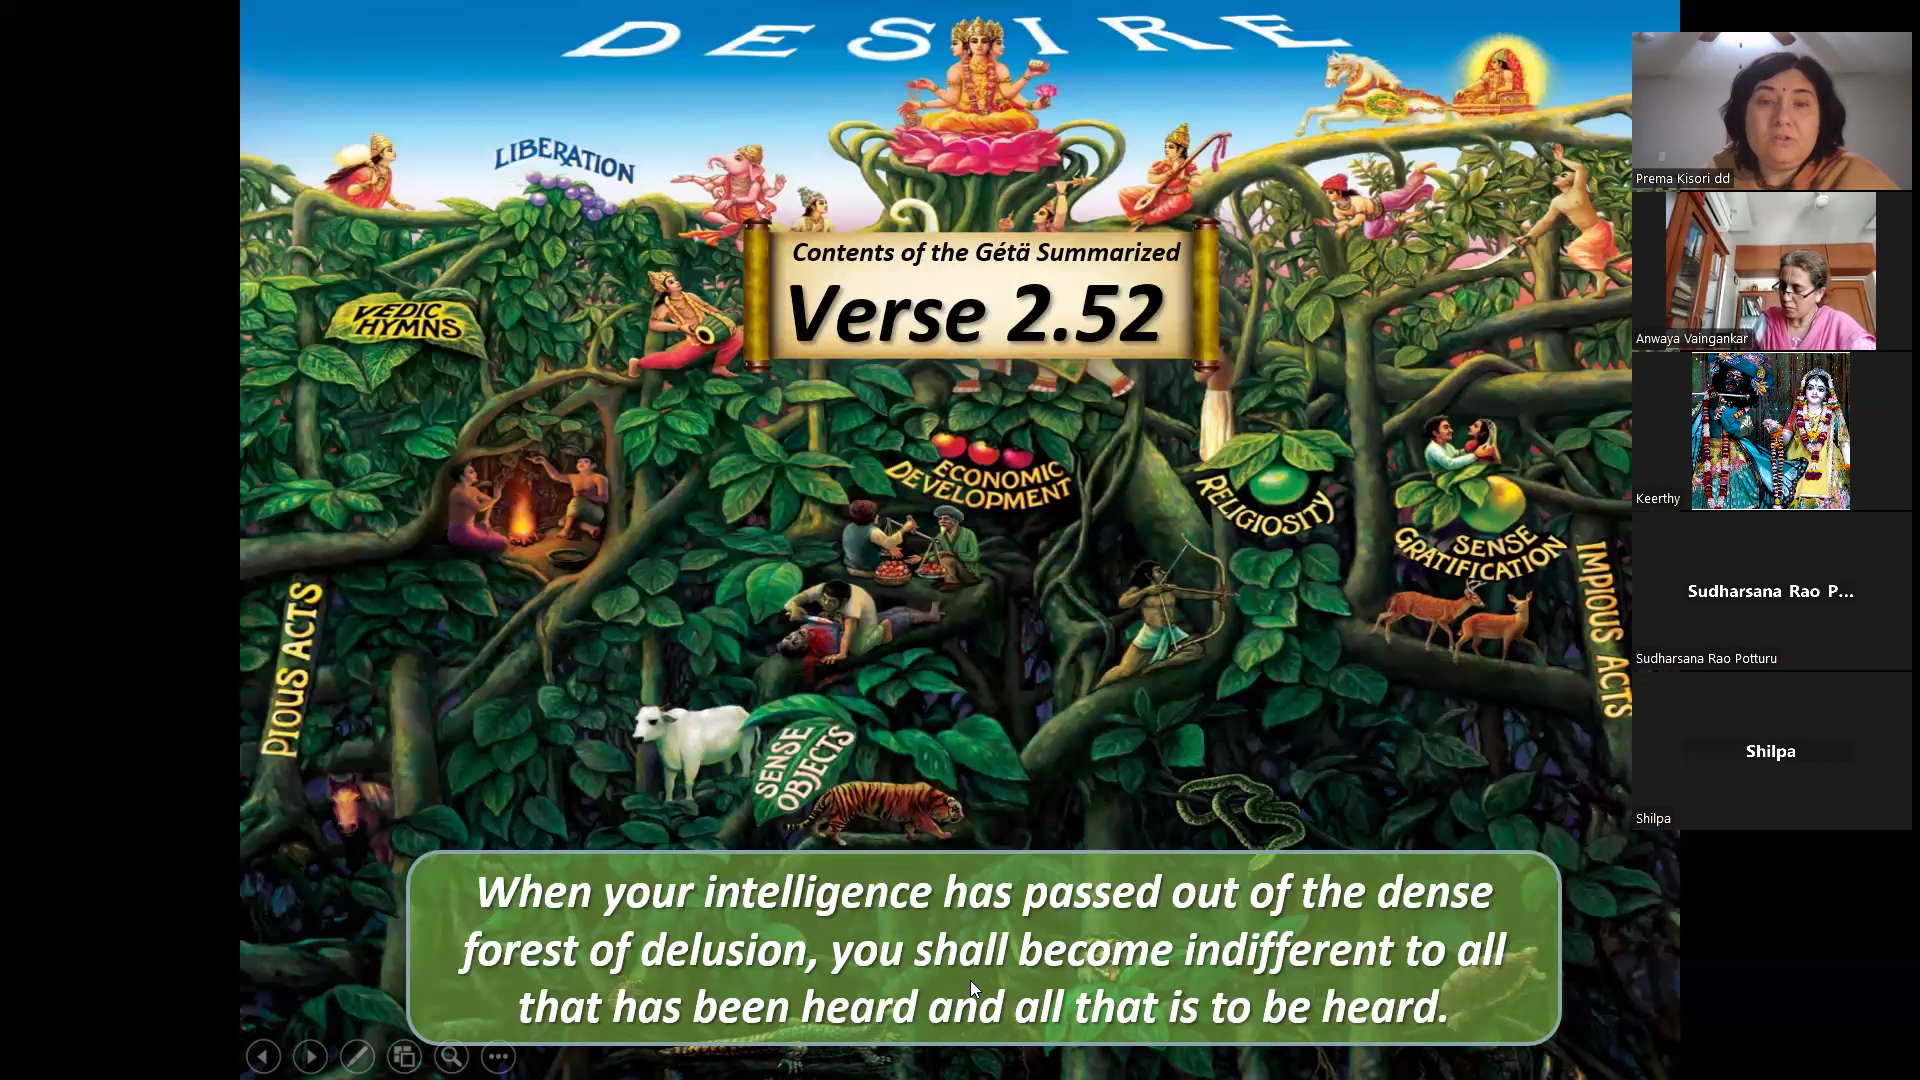 DESIRE
LIBERATION
Contents of the Gétä Summarized
Verse 2.52
VEDIC
HYMNS
ECONOMIC
DEVELOPMENT
RELIGIOSITY
SENSE
GRATIFICATION
PIOUS ACTS
IMPIOUS ACTS
SENSE
OBJECTS
When your intelligence has passed out of the dense
forest of delusion, you shall become indifferent to all
that has been heard and all that is to be heard.
Prema Kisori dd
Anwaya Vaingankar
Keerthy
Sudharsana Rao P...
Sudharsana Rao Potturu
Shilpa
Shilpa